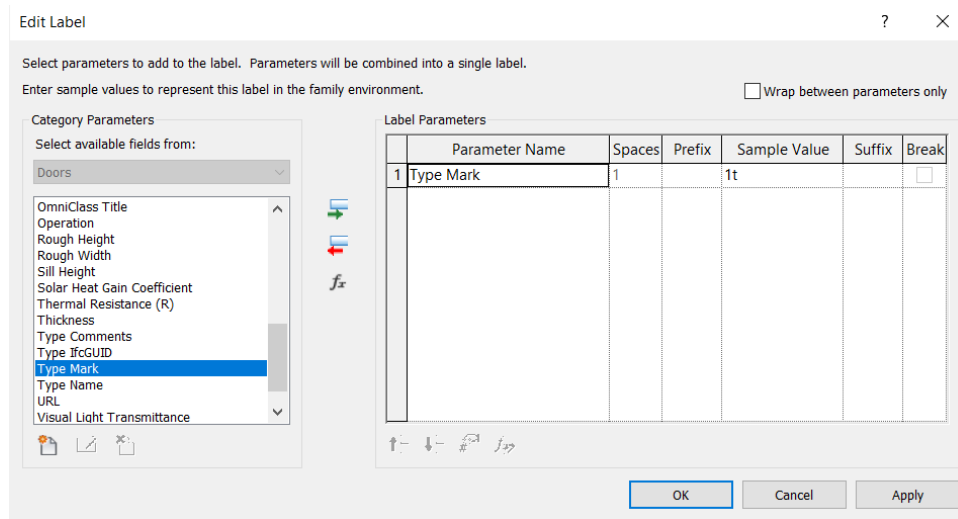 Edit Label
?
Select parameters to add to the label. Parameters will be combined into a single label.
Enter sample values to represent this label in the family environment.
Wrap between parameters only
Category Parameters
Select available fields from:
Doors
OmniClass Title
Operation
Rough Height
Rough Width
Sill Height
Solar Heat Gain Coefficient
Thermal Resistance (R)
Thickness
Type Comments
Type IfcGUID
Type Mark
Type Name
URL
Visual Light Transmittance
fx
Label Parameters
Parameter Name Spaces Prefix Sample Value Suffix Break
1 Type Mark 1 1t
OK Cancel Apply